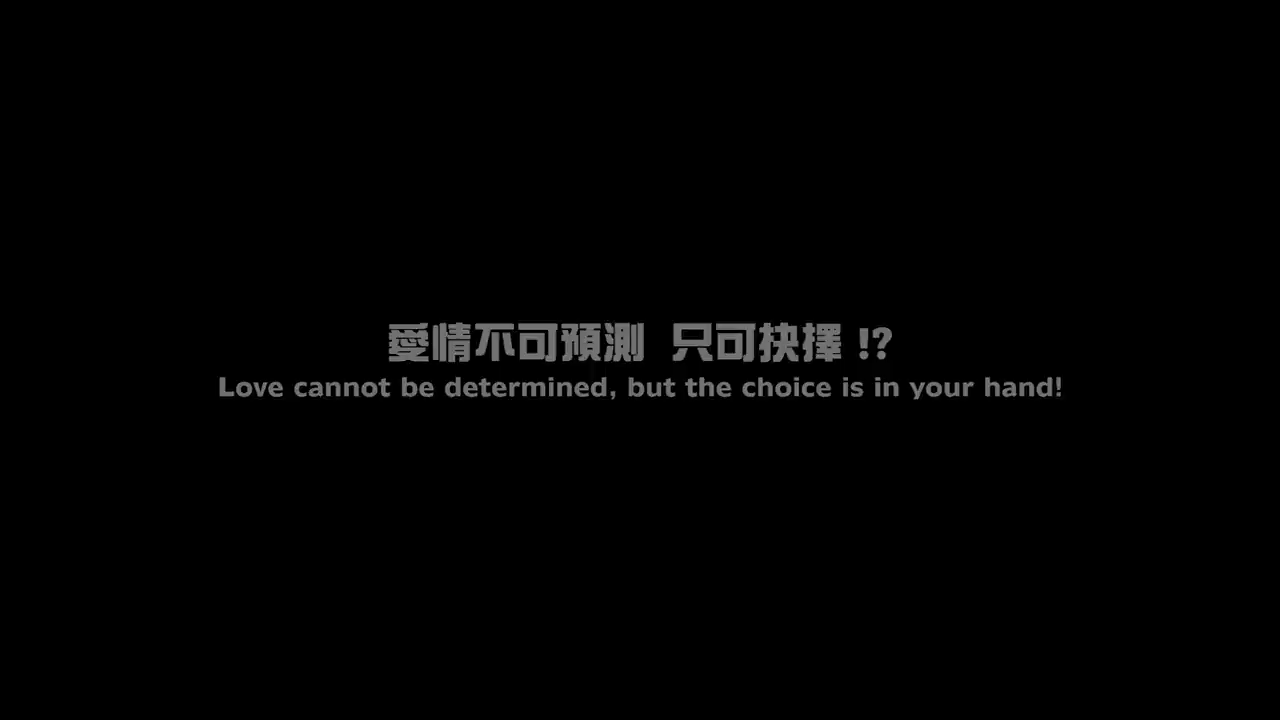 愛情不可預測 只可抉擇 !?
Love cannot be determined, but the choice is in your hand!